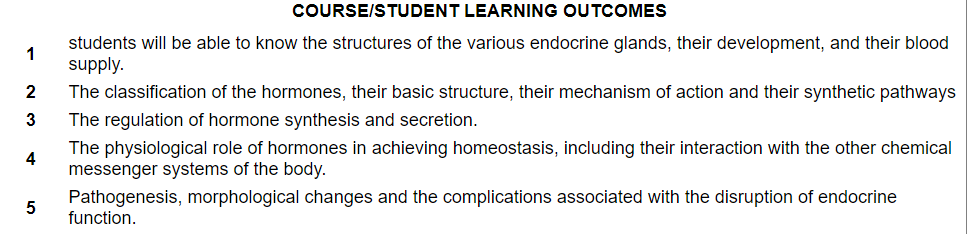 COURSE/STUDENT LEARNING OUTCOMES
1 students will be able to know the structures of the various endocrine glands, their development, and their blood
supply.
2 The classification of the hormones, their basic structure, their mechanism of action and their synthetic pathways
3 The regulation of hormone synthesis and secretion.
4 The physiological role of hormones in achieving homeostasis, including their interaction with the other chemical
messenger systems of the body.
5 Pathogenesis, morphological changes and the complications associated with the disruption of endocrine
function.